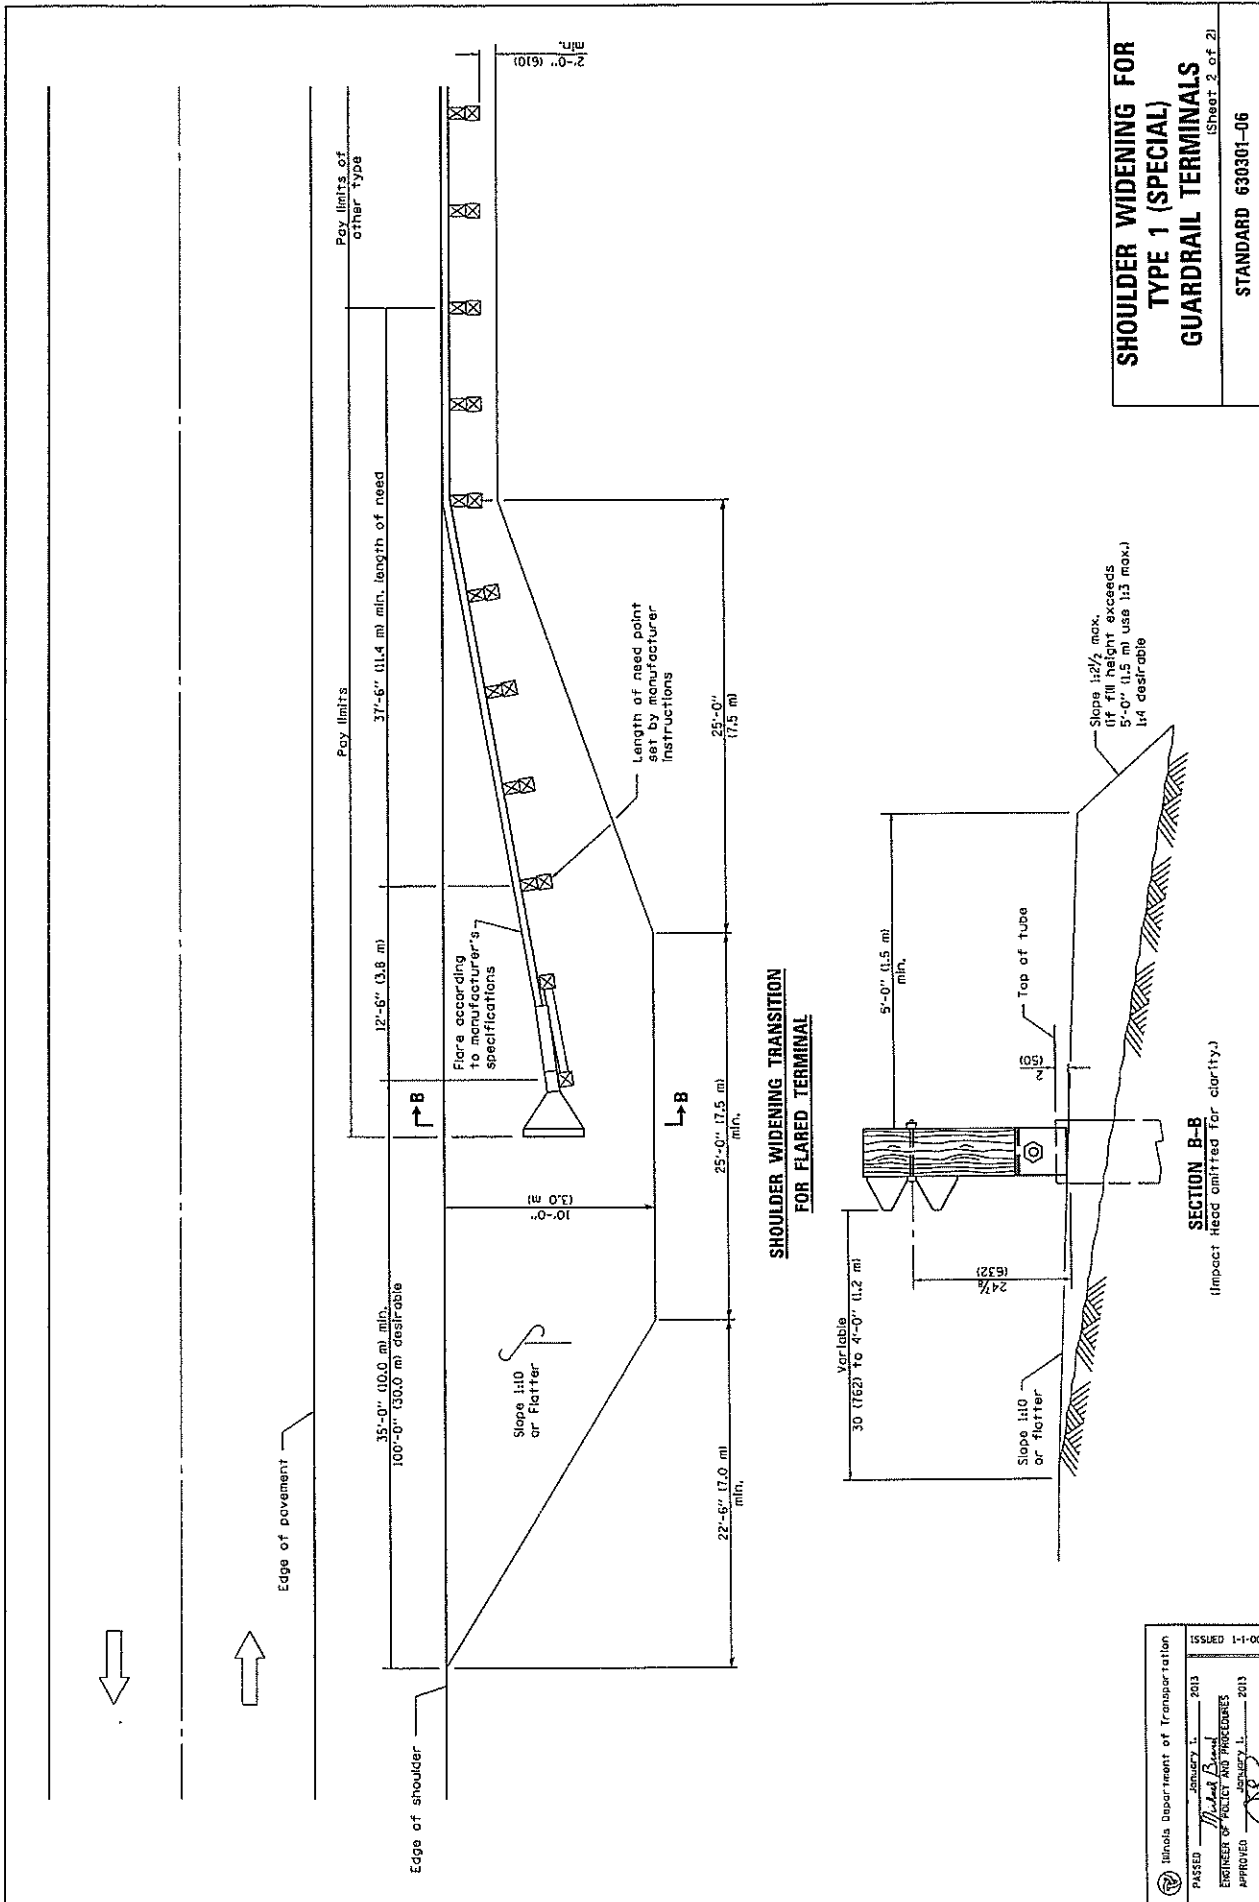 Edge of pavement
Edge of shoulder
35'-0" (10.0 m) min.
100'-0" (30.0 m) desirable
12'-6" (3.8 m)
37'-6" (11.4 m) min. length of need
Pay limits
Pay limits of
other type
2'-0" (610)
min.
Slope 1:10
or flatter
10'-0"
(3.0 m)
B
B
Flare according
to manufacturer's
specifications
Length of need point
set by manufacturer
instructions
22'-6" (7.0 m)
min.
25'-0" (7.5 m)
min.
25'-0"
(7.5 m)
SHOULDER WIDENING TRANSITION
FOR FLARED TERMINAL
Variable
30 (762) to 4'-0" (1.2 m)
5'-0" (1.5 m)
min.
Slope 1:10
or flatter
24 7/8
(632)
2
(50)
Top of tube
Slope 1:2 1/2 max.
(if fill height exceeds
5'-0" (1.5 m) use 1:3 max.)
1:4 desirable
SECTION B-B
(Impact Head omitted for clarity.)
Illinois Department of Transportation
PASSED January 1, 2013
Michael Brand
ENGINEER OF POLICY AND PROCEDURES
APPROVED January 1, 2013
ISSUED 1-1-00
SHOULDER WIDENING FOR
TYPE 1 (SPECIAL)
GUARDRAIL TERMINALS
(Sheet 2 of 2)
STANDARD 630301-06